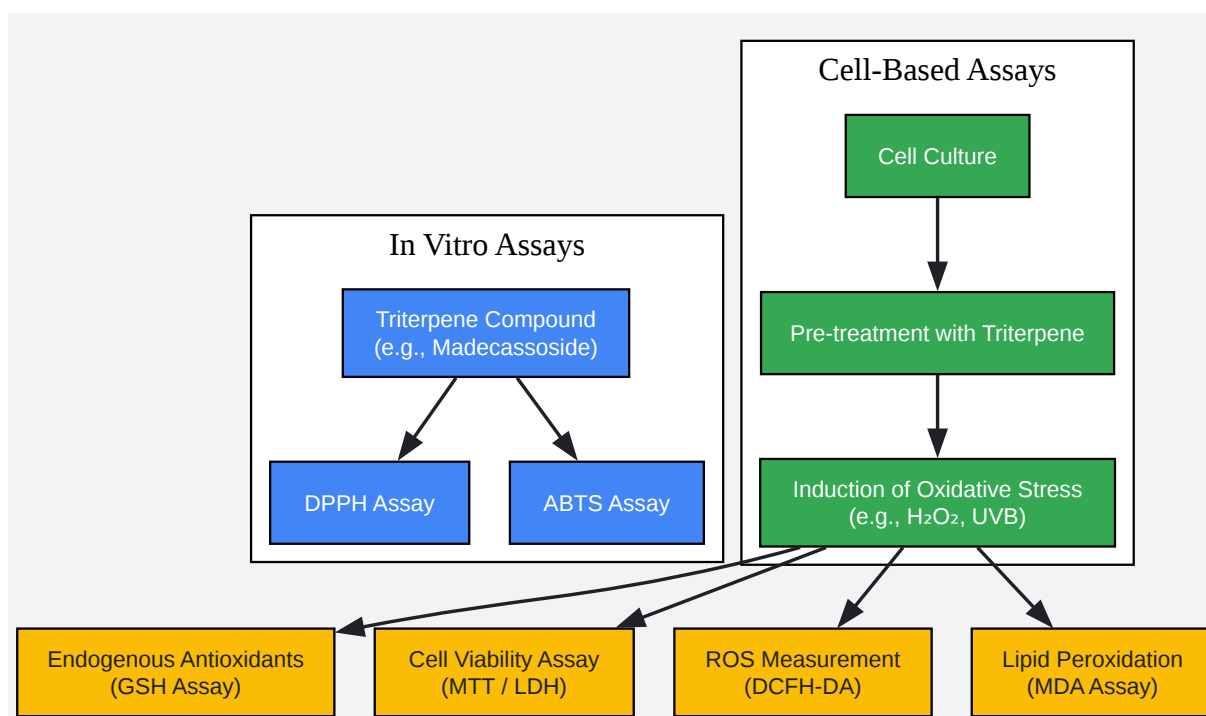 Cell-Based Assays
Cell Culture
In Vitro Assays
Triterpene Compound
(e.g., Madecassoside)
Pre-treatment with Triterpene
DPPH Assay
ABTS Assay
Induction of Oxidative Stress
(e.g., H₂O₂, UVB)
Endogenous Antioxidants
(GSH Assay)
Cell Viability Assay
(MTT / LDH)
ROS Measurement
(DCFH-DA)
Lipid Peroxidation
(MDA Assay)